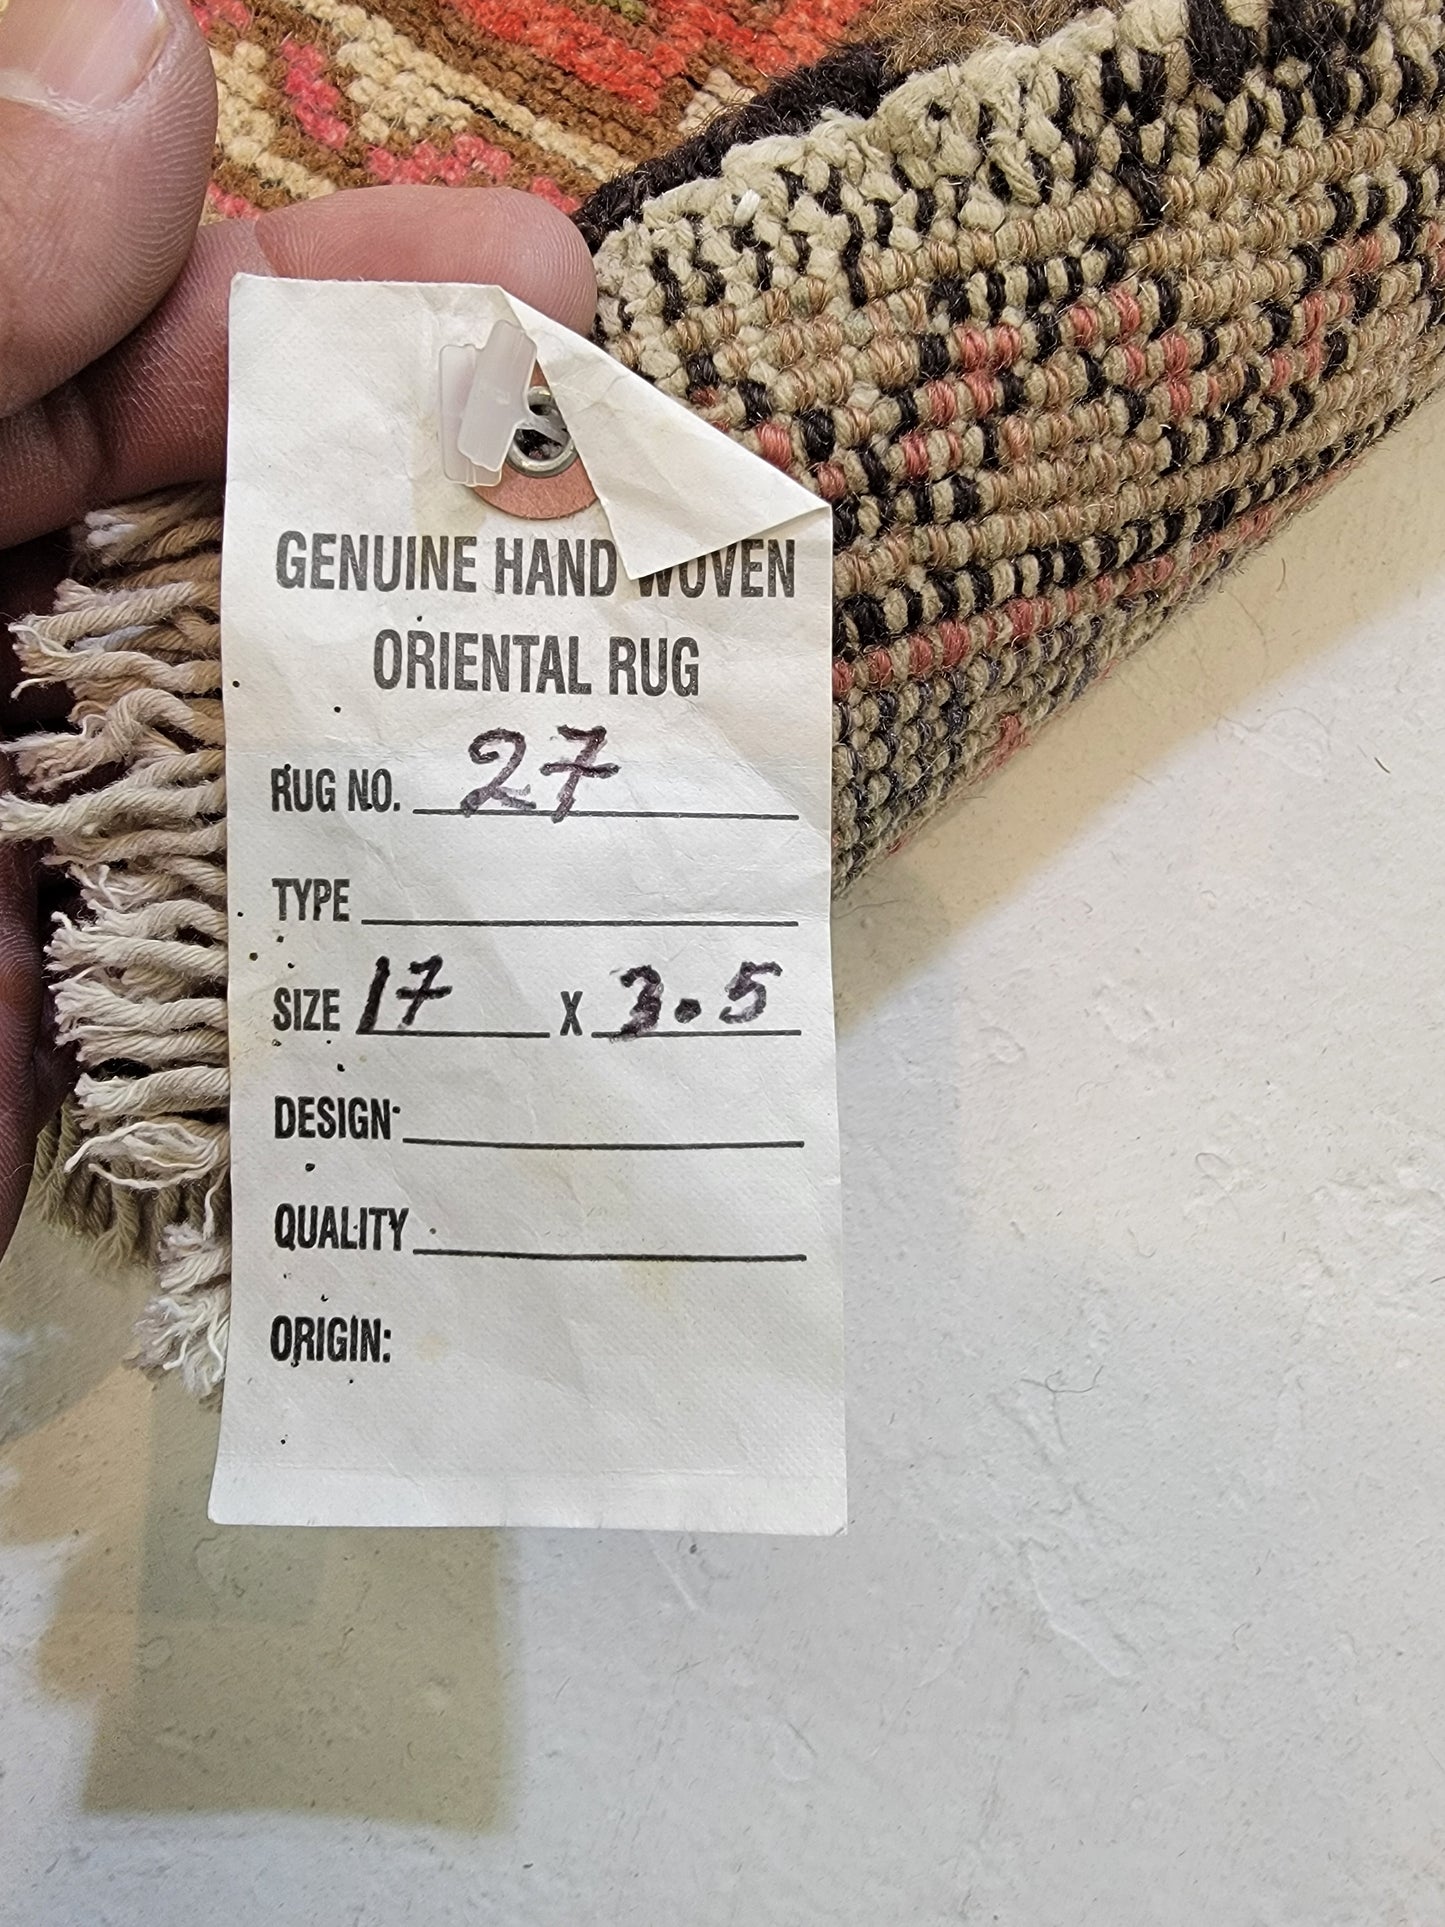 GENUINE HAND WOVEN
ORIENTAL RUG
RUG NO. 27
TYPE
SIZE 17 X 3.5
DESIGN
QUALITY
ORIGIN: